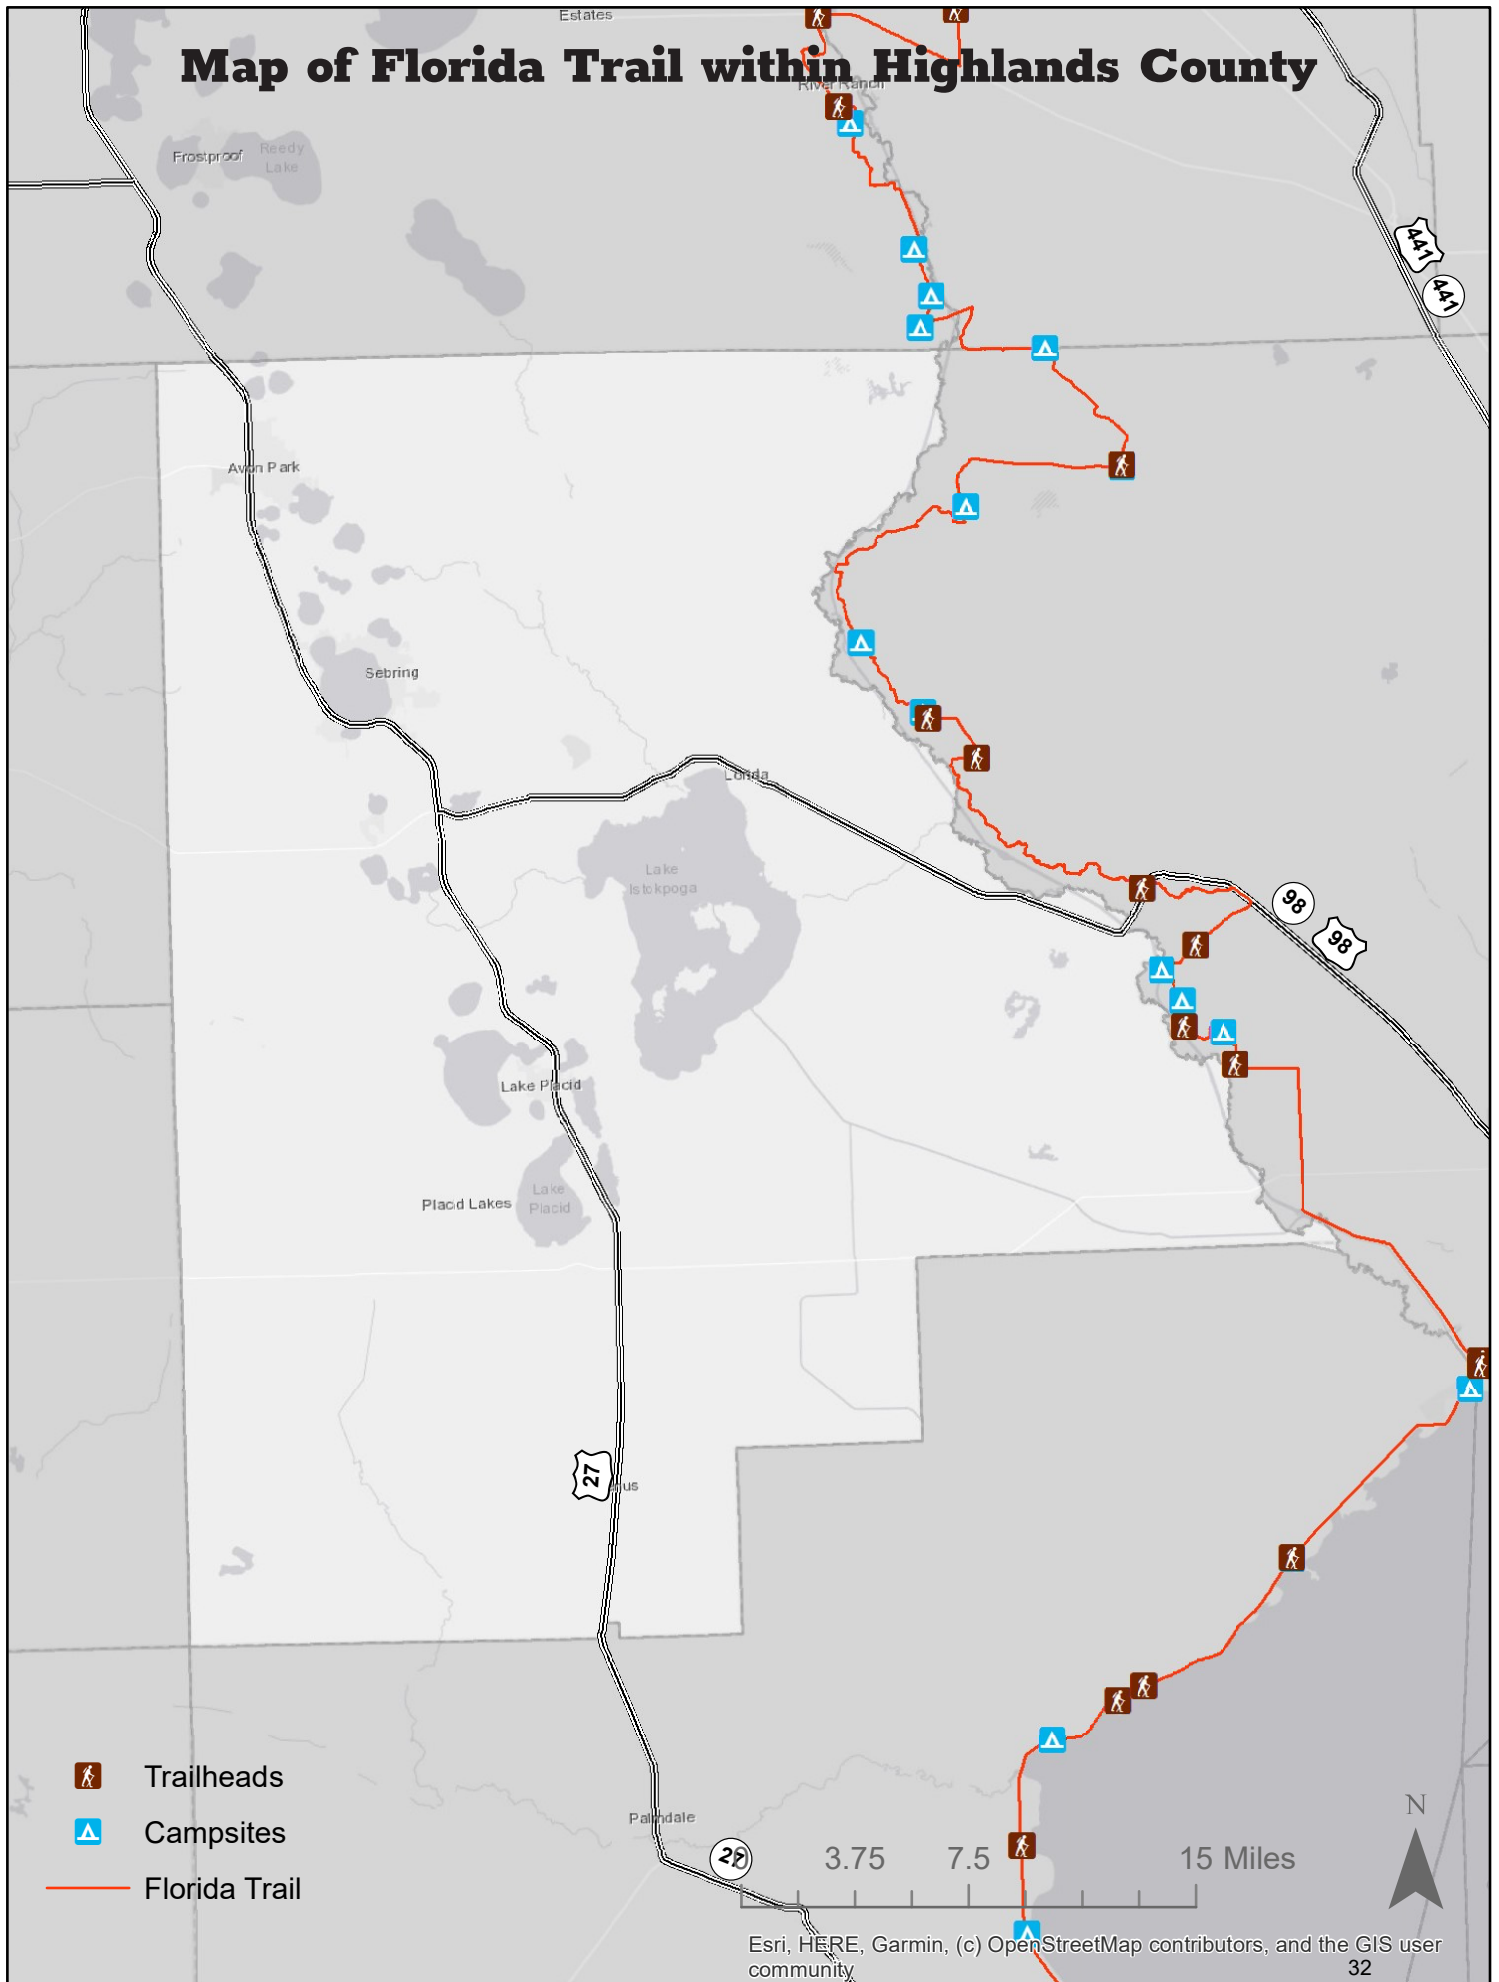 Estates
Map of Florida Trail within Highlands County
River Ranch
Frostproof
Reedy
Lake
441
441
Avon Park
Sebring
Lorida
Lake
Istokpoga
98
98
Lake Placid
Placid Lakes
Lake
Placid
27
Trailheads
Campsites
Florida Trail
Palmdale
27
0
3.75
7.5
15 Miles
N
Esri, HERE, Garmin, (c) OpenStreetMap contributors, and the GIS user
community
32